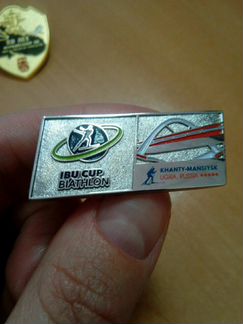 IBU CUP
BIATHLON
KHANTY-MANSIYSK
UGRA, RUSSIA